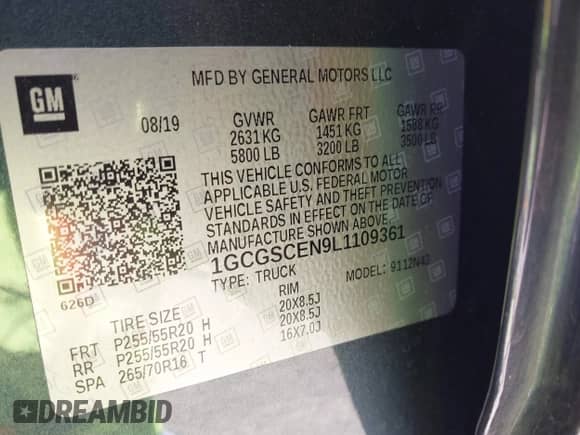 GM
MFD BY GENERAL MOTORS LLC
08/19 GVWR GAWR FRT GAWR RR
2631 KG 1451 KG 1588 KG
5800 LB 3200 LB 3500 LB
THIS VEHICLE CONFORMS TO ALL
APPLICABLE U.S. FEDERAL MOTOR
VEHICLE SAFETY AND THEFT PREVENTION
STANDARDS IN EFFECT ON THE DATE OF
MANUFACTURE SHOWN ABOVE.
1GCGSCEN9L1109361
TYPE: TRUCK MODEL: 9112N43
626D
TIRE SIZE RIM
FRT P255/55R20 H 20X8.5J
RR P255/55R20 H 20X8.5J
SPA 265/70R16 T 16X7.0J
DREAMBID